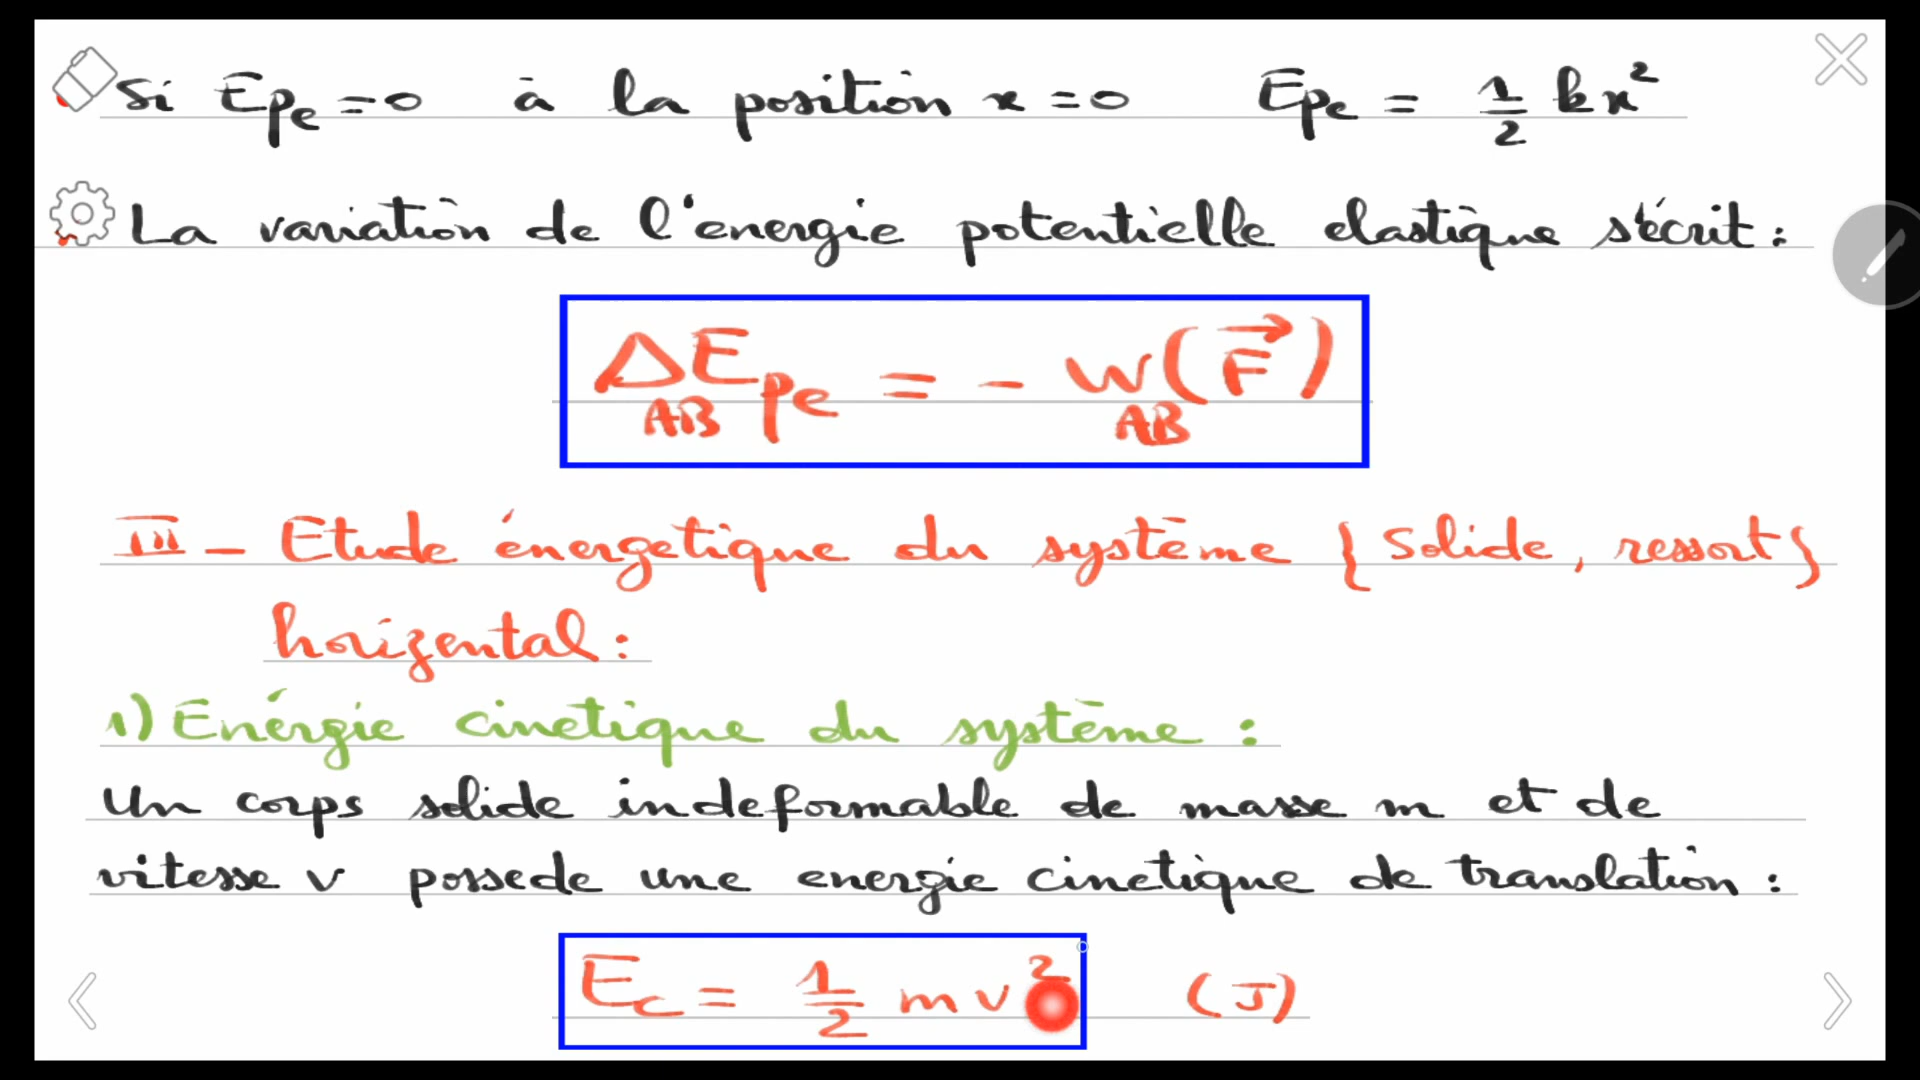 Si Epe = 0 à la position x = 0 Epe = 1/2 kx²
La variation de l'energie potentielle elastique s'écrit :
ΔEpe = - W(F⃗)
AB AB
III - Etude énergetique du système { Solide, ressort }
horizental :
1) Enérgie cinetique du système :
Un corps solide indeformable de masse m et de
vitesse v possede une energie cinetique de translation :
Ec = 1/2 m v² (J)